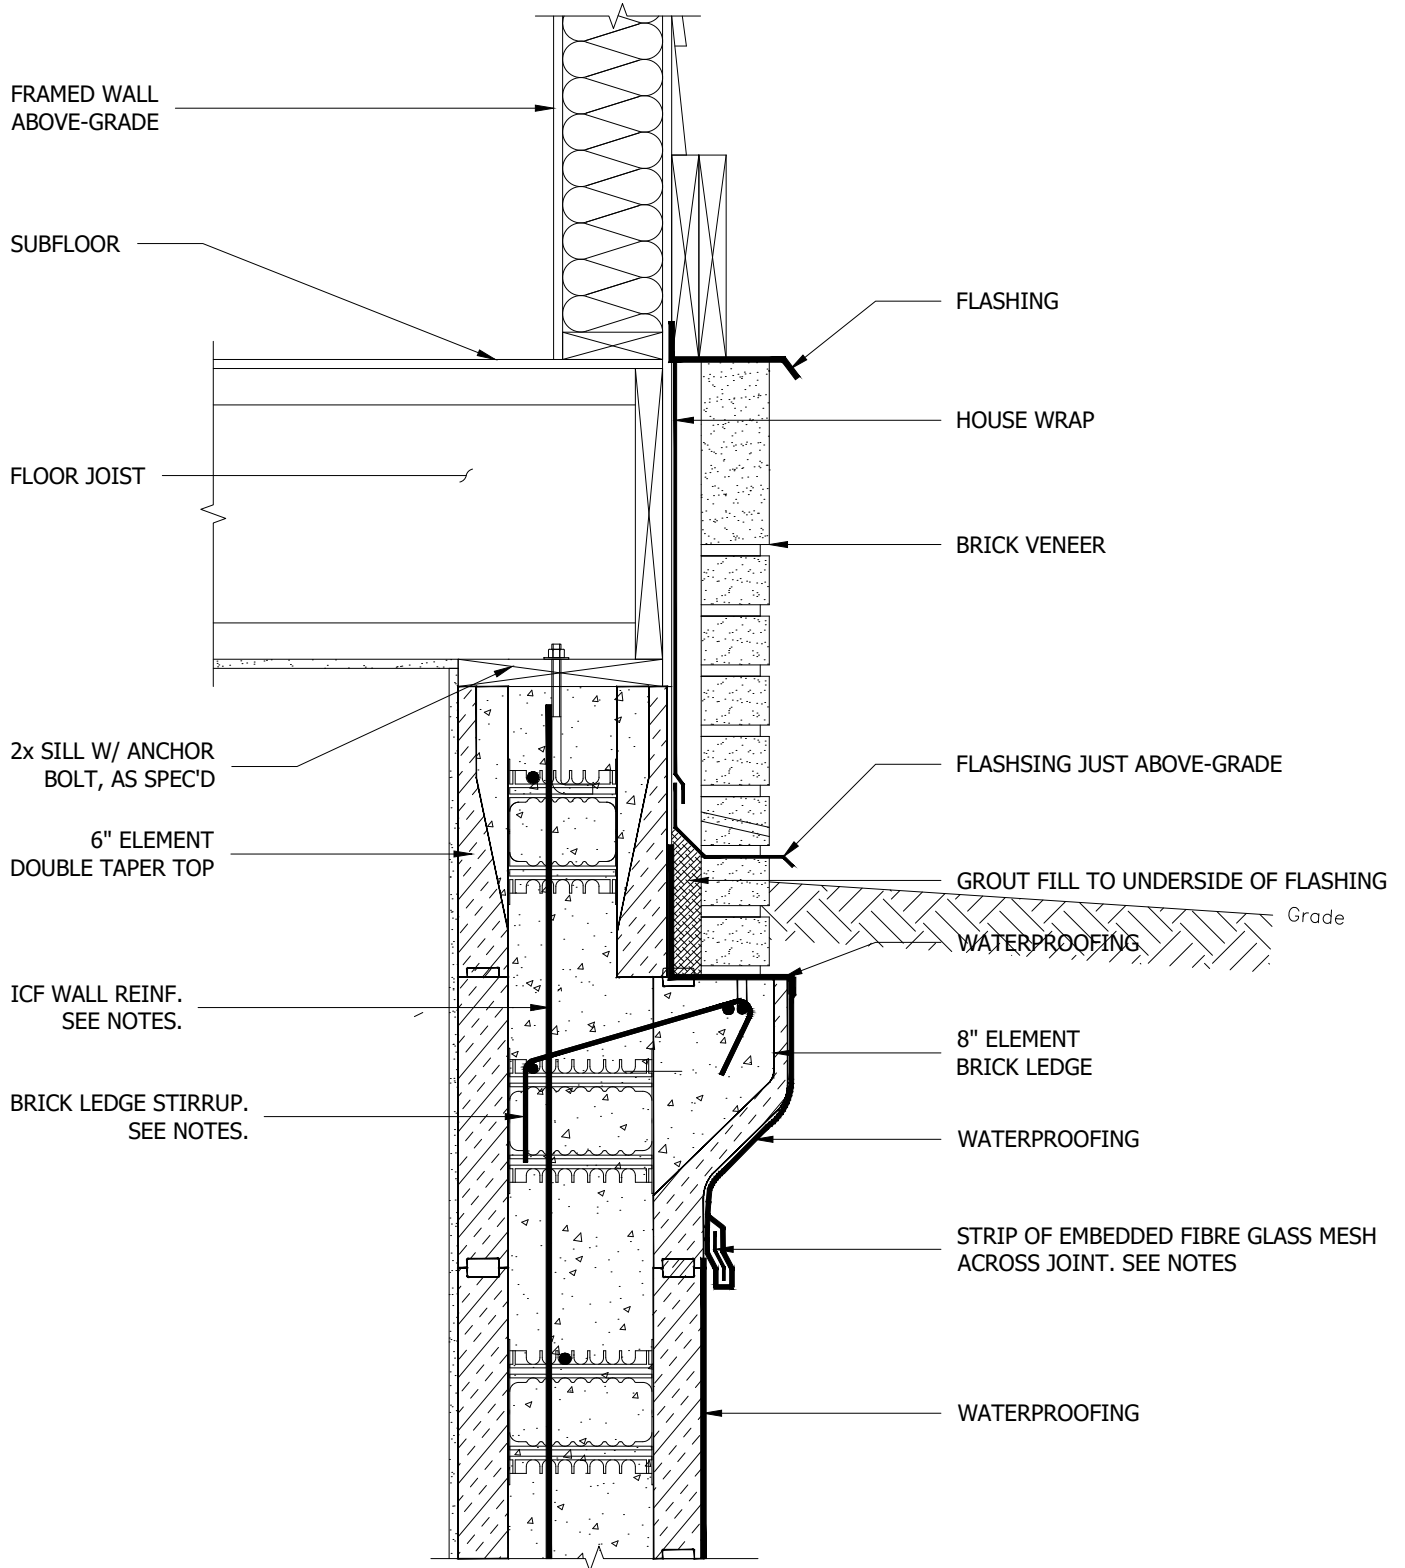 FRAMED WALL
ABOVE-GRADE
SUBFLOOR
FLOOR JOIST
2x SILL W/ ANCHOR
BOLT, AS SPEC'D
6" ELEMENT
DOUBLE TAPER TOP
ICF WALL REINF.
SEE NOTES.
BRICK LEDGE STIRRUP.
SEE NOTES.
FLASHING
HOUSE WRAP
BRICK VENEER
FLASHSING JUST ABOVE-GRADE
GROUT FILL TO UNDERSIDE OF FLASHING
Grade
WATERPROOFING
8" ELEMENT
BRICK LEDGE
WATERPROOFING
STRIP OF EMBEDDED FIBRE GLASS MESH
ACROSS JOINT. SEE NOTES
WATERPROOFING